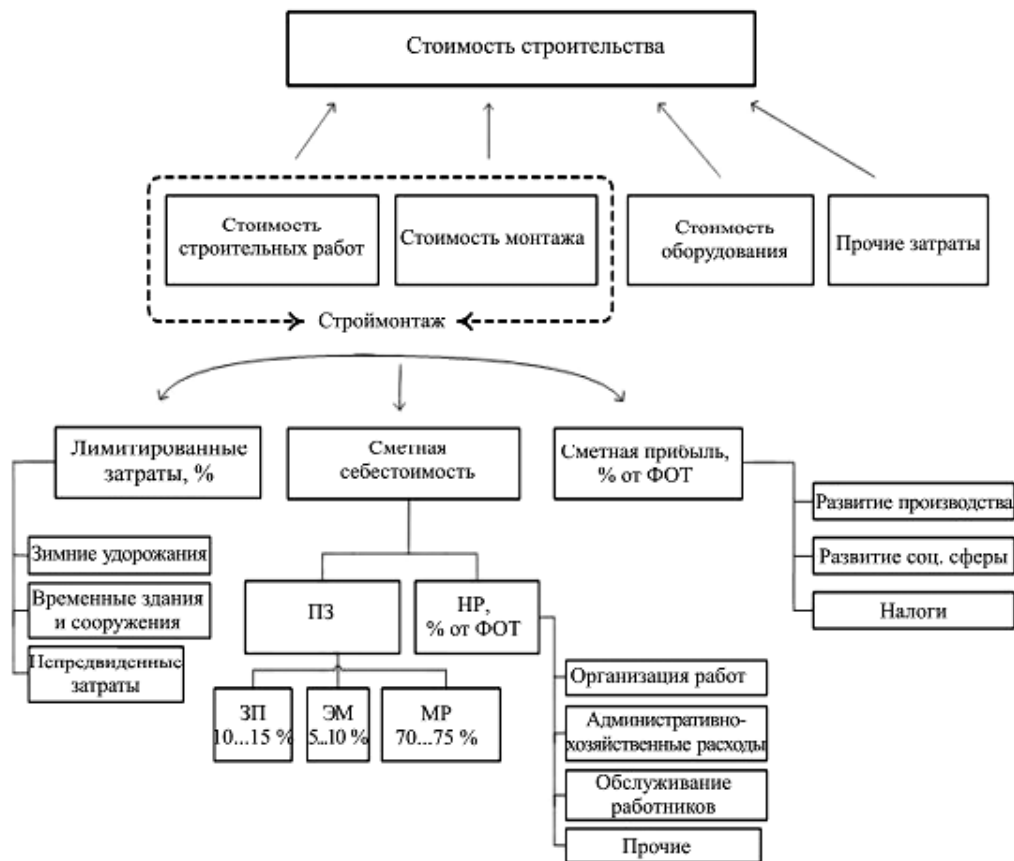 Стоимость строительства
Стоимость
строительных работ
Стоимость монтажа
Стоимость
оборудования
Прочие затраты
Строймонтаж
Лимитированные
затраты, %
Сметная
себестоимость
Сметная прибыль,
% от ФОТ
Зимние удорожания
Временные здания
и сооружения
Непредвиденные
затраты
ПЗ
НР,
% от ФОТ
ЗП
10...15 %
ЭМ
5...10 %
МР
70...75 %
Организация работ
Административно-
хозяйственные расходы
Обслуживание
работников
Прочие
Развитие производства
Развитие соц. сферы
Налоги